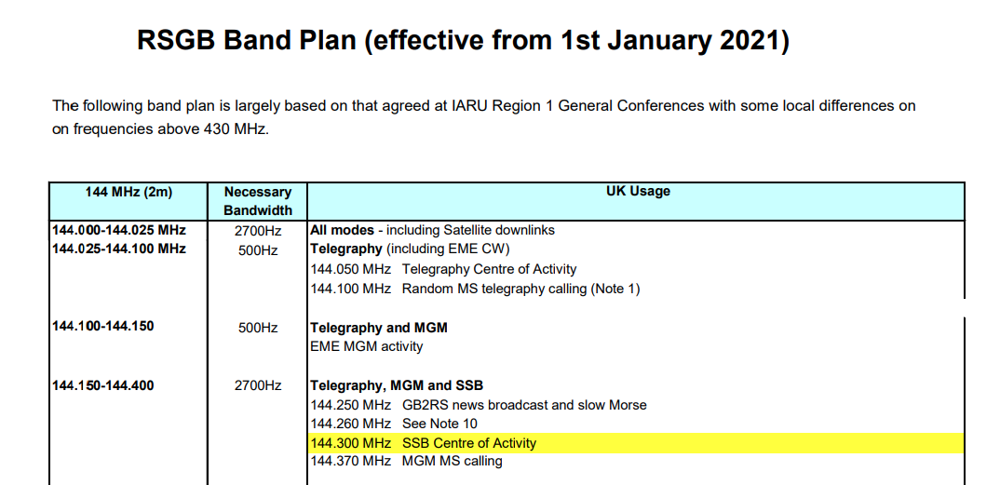 RSGB Band Plan (effective from 1st January 2021)
The following band plan is largely based on that agreed at IARU Region 1 General Conferences with some local differences on
on frequencies above 430 MHz.
144 MHz (2m) Necessary UK Usage
Bandwidth
144.000-144.025 MHz 2700Hz All modes - including Satellite downlinks
144.025-144.100 MHz 500Hz Telegraphy (including EME CW)
144.050 MHz Telegraphy Centre of Activity
144.100 MHz Random MS telegraphy calling (Note 1)
144.100-144.150 500Hz Telegraphy and MGM
EME MGM activity
144.150-144.400 2700Hz Telegraphy, MGM and SSB
144.250 MHz GB2RS news broadcast and slow Morse
144.260 MHz See Note 10
144.300 MHz SSB Centre of Activity
144.370 MHz MGM MS calling